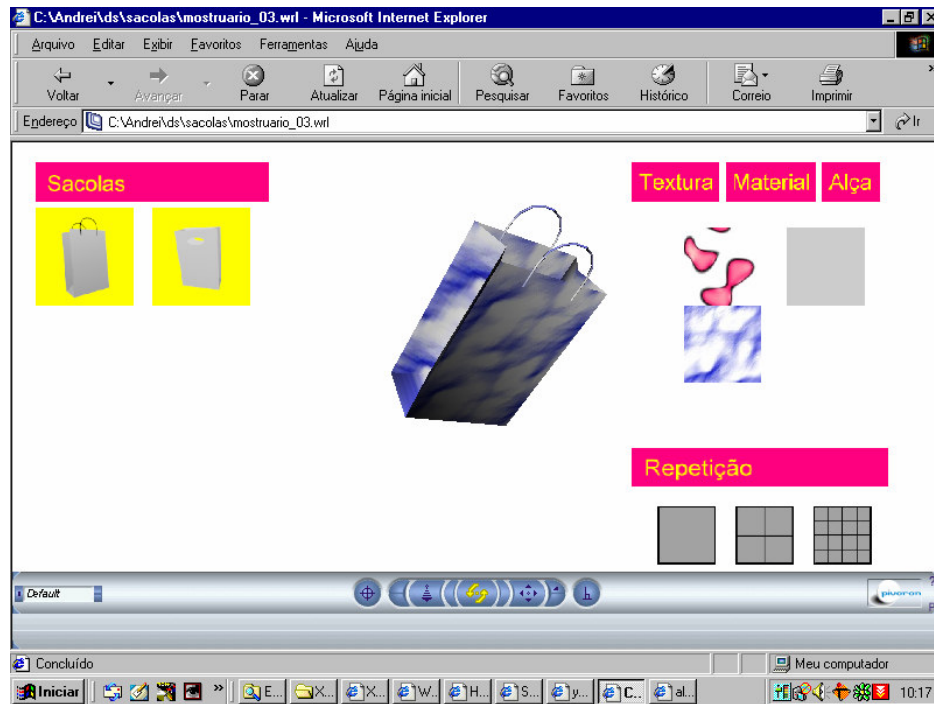 C:\Andrei\ds\sacolas\mostruario_03.wrl - Microsoft Internet Explorer
Arquivo Editar Exibir Favoritos Ferramentas Ajuda
Voltar Avançar Parar Atualizar Página inicial Pesquisar Favoritos Histórico Correio Imprimir »
Endereço C:\Andrei\ds\sacolas\mostruario_03.wrl Ir
Sacolas
Textura Material Alça
Repetição
Default
Concluído Meu computador
Iniciar » E... X... X... W... H... S... y... C... al... 10:17